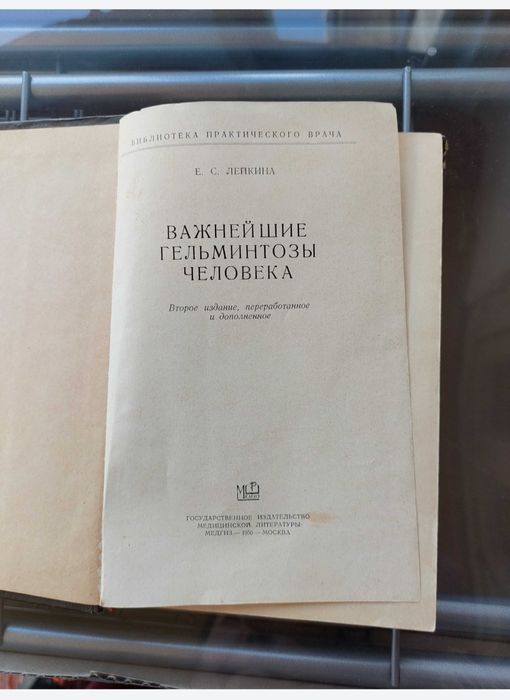 БИБЛИОТЕКА ПРАКТИЧЕСКОГО ВРАЧА
Е. С. ЛЕЙКИНА
ВАЖНЕЙШИЕ
ГЕЛЬМИНТОЗЫ
ЧЕЛОВЕКА
Второе издание, переработанное
и дополненное
ГОСУДАРСТВЕННОЕ ИЗДАТЕЛЬСТВО
МЕДИЦИНСКОЙ ЛИТЕРАТУРЫ
МЕДГИЗ — МОСКВА